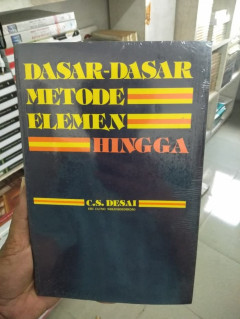 DASAR-DASAR
METODE
ELEMEN
HINGGA
C.S. DESAI